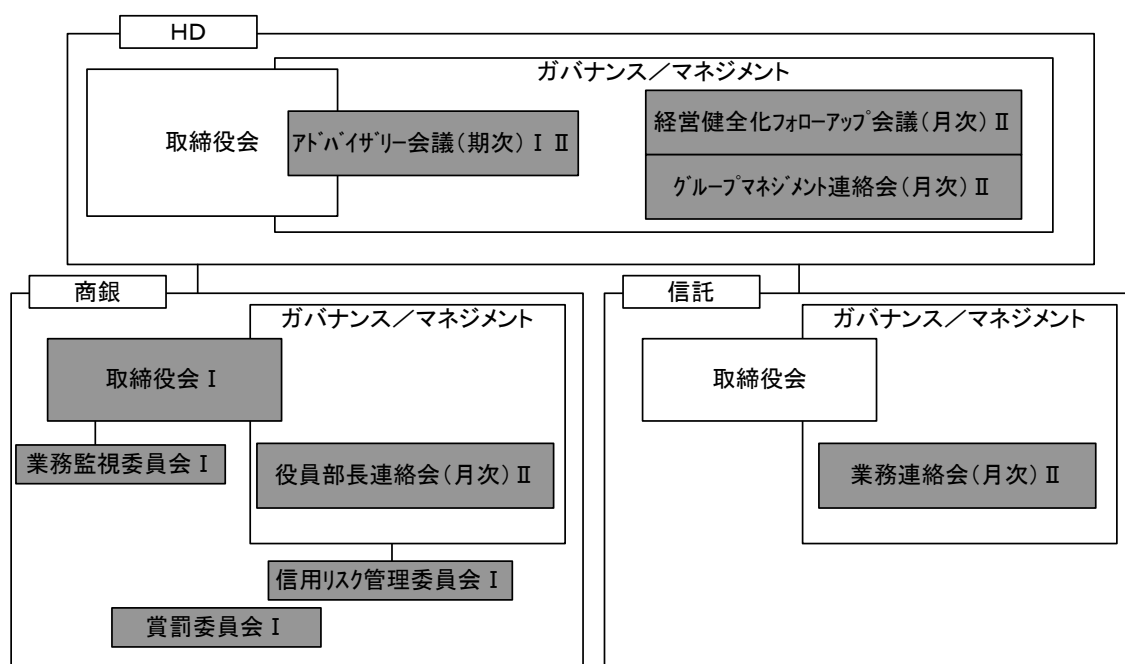 HD
ガバナンス／マネジメント
取締役会
ｱﾄﾞﾊﾞｲｻﾞﾘｰ会議(期次)Ⅰ Ⅱ
経営健全化ﾌｫﾛｰｱｯﾌﾟ会議(月次)Ⅱ
ｸﾞﾙｰﾌﾟﾏﾈｼﾞﾒﾝﾄ連絡会(月次)Ⅱ
商銀
ガバナンス／マネジメント
取締役会Ⅰ
業務監視委員会Ⅰ
役員部長連絡会(月次)Ⅱ
信用ﾘｽｸ管理委員会Ⅰ
賞罰委員会Ⅰ
信託
ガバナンス／マネジメント
取締役会
業務連絡会(月次)Ⅱ